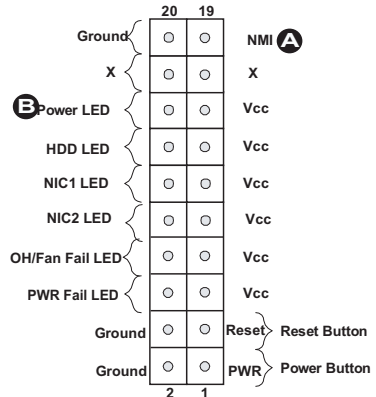 20 19
Ground NMI A
X X
B Power LED Vcc
HDD LED Vcc
NIC1 LED Vcc
NIC2 LED Vcc
OH/Fan Fail LED Vcc
PWR Fail LED Vcc
Ground Reset Reset Button
Ground PWR Power Button
2 1